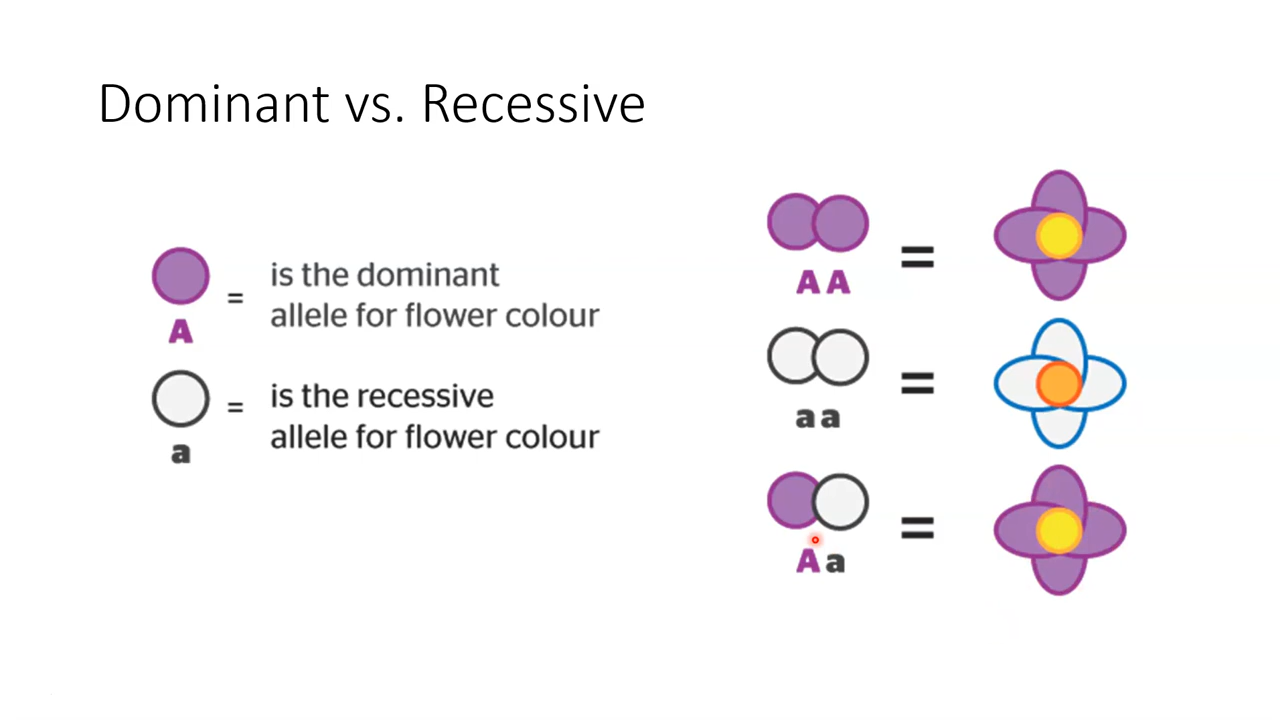 Dominant vs. Recessive
A
=
is the dominant
allele for flower colour
a
=
is the recessive
allele for flower colour
A A
=
a a
=
A a
=